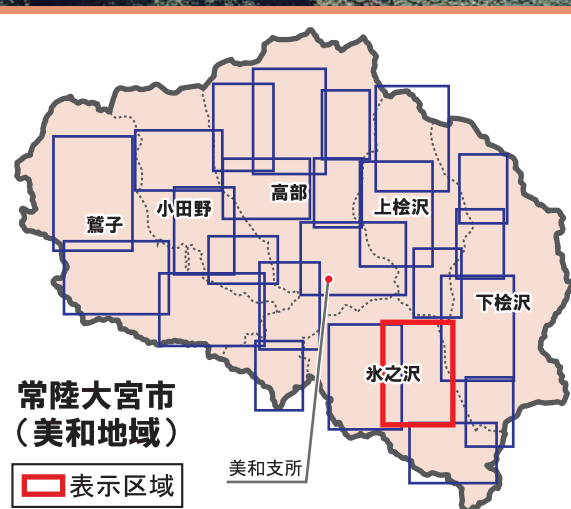 高部
小田野
上桧沢
鷲子
下桧沢
氷之沢
常陸大宮市
（美和地域）
美和支所
表示区域